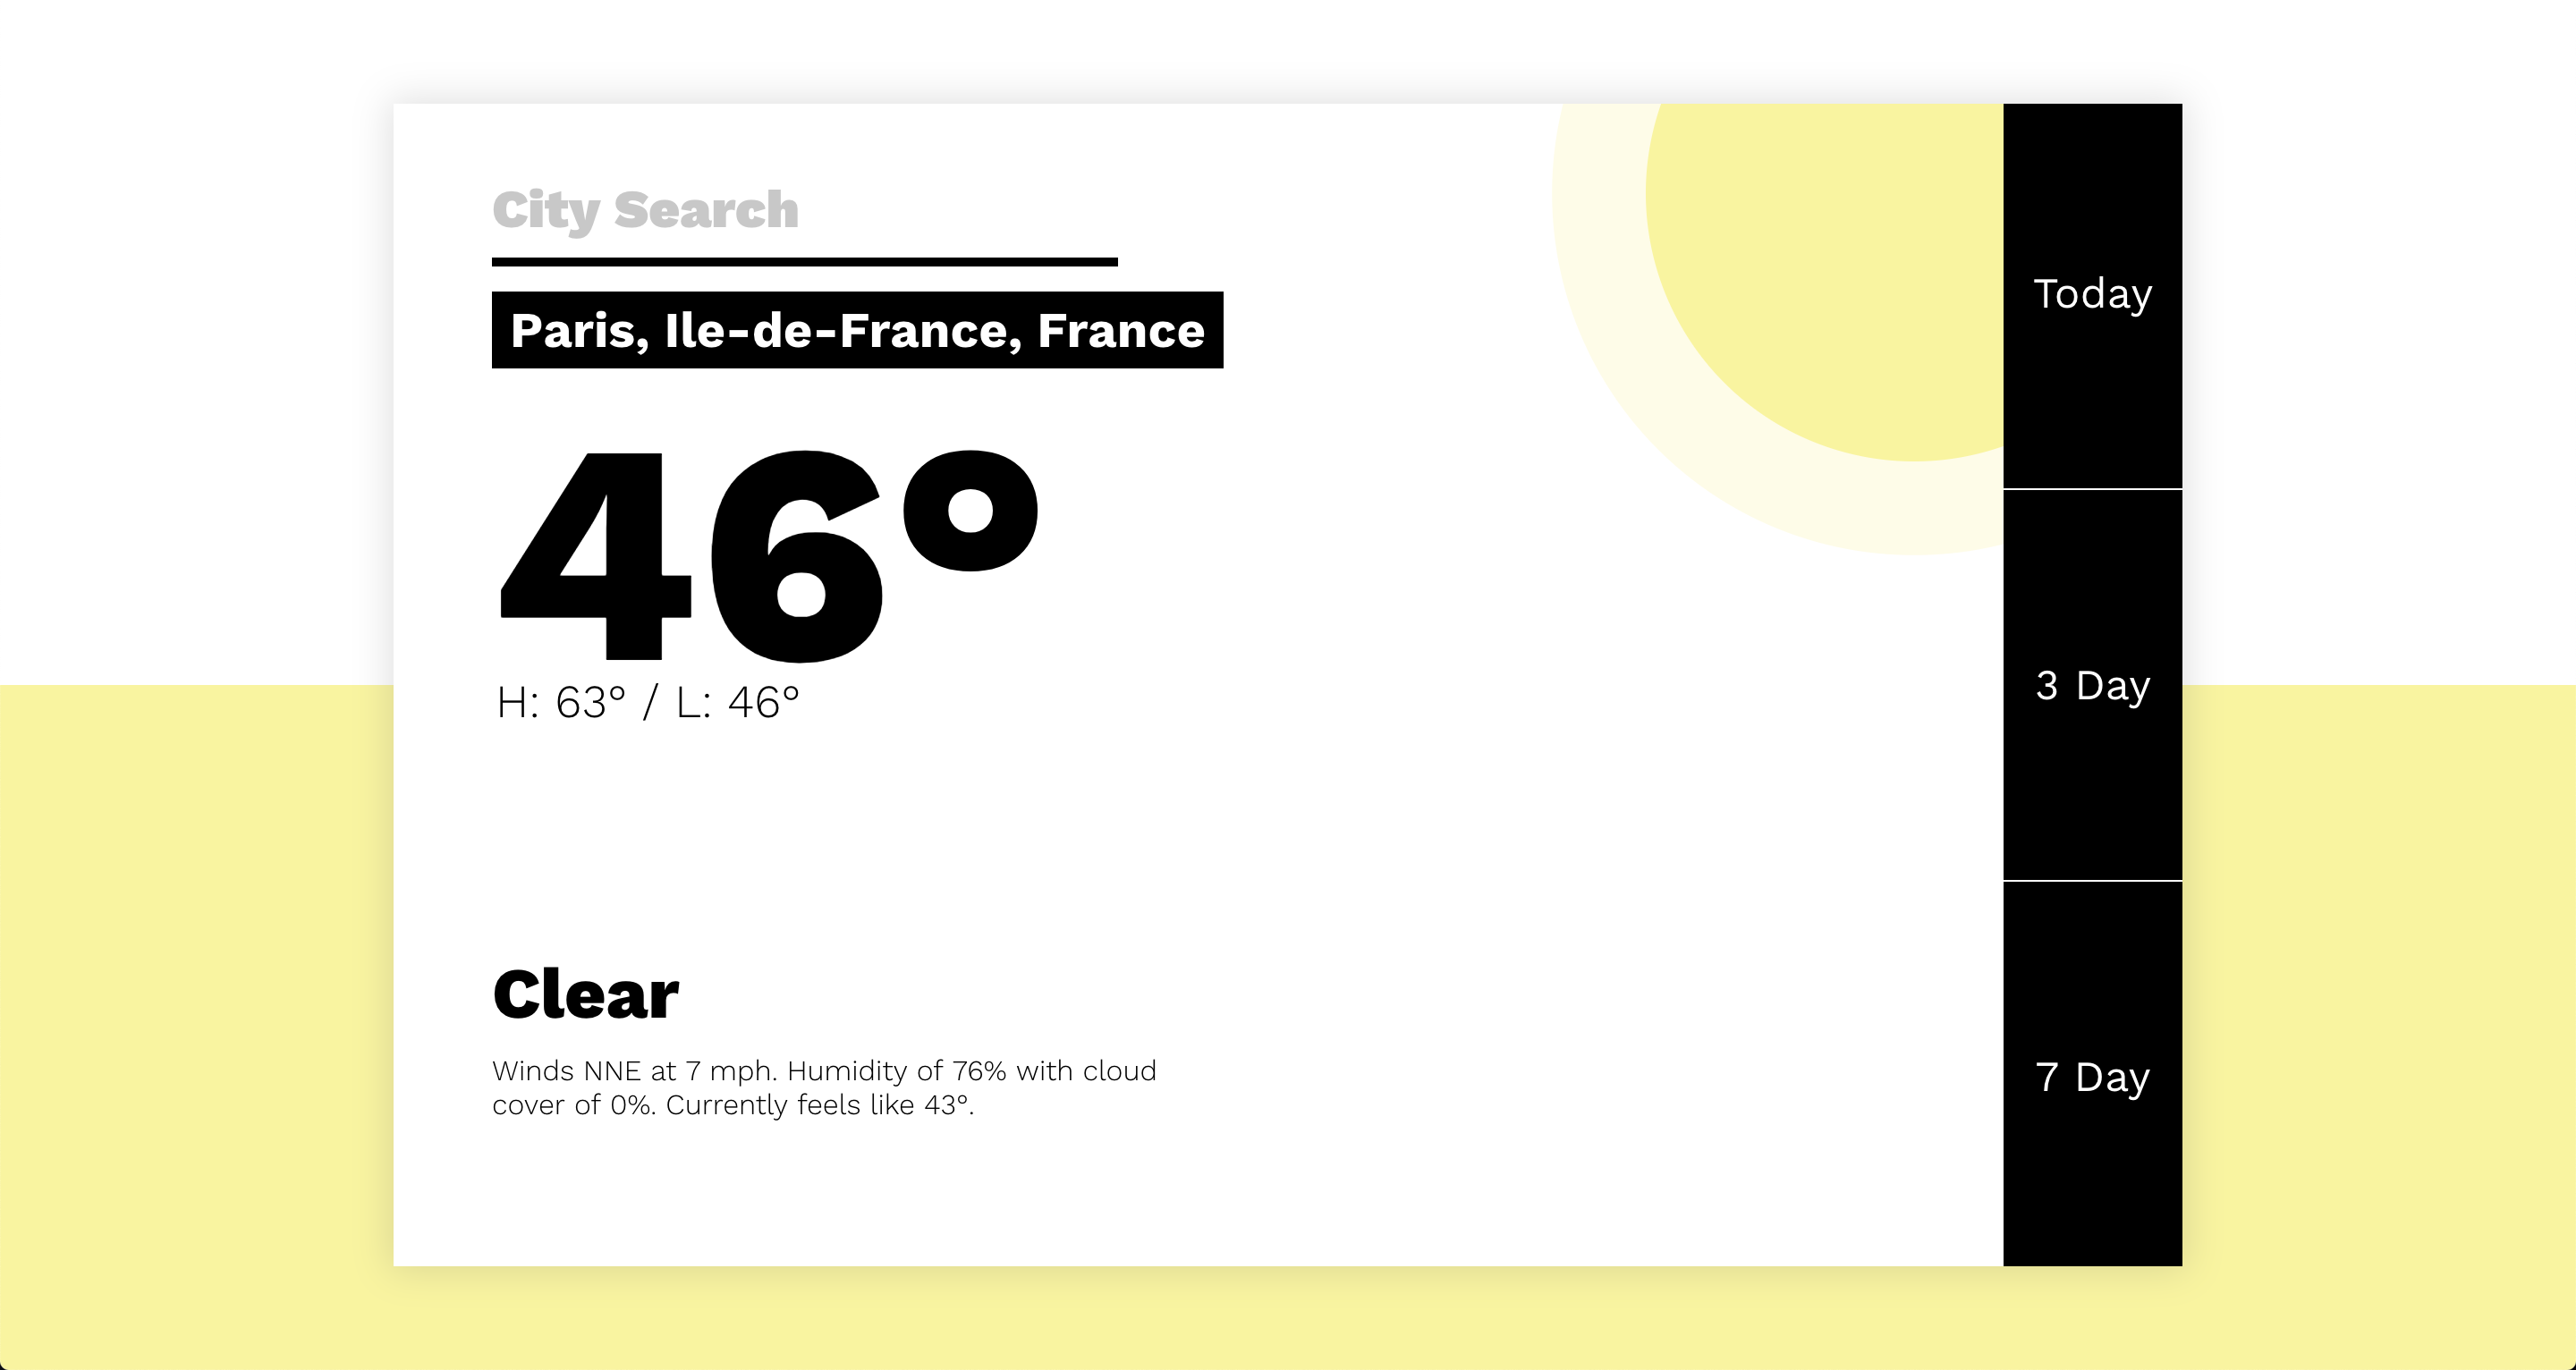 City Search
Paris, Ile-de-France, France
46°
H: 63° / L: 46°
Clear
Winds NNE at 7 mph. Humidity of 76% with cloud
cover of 0%. Currently feels like 43°.
Today
3 Day
7 Day